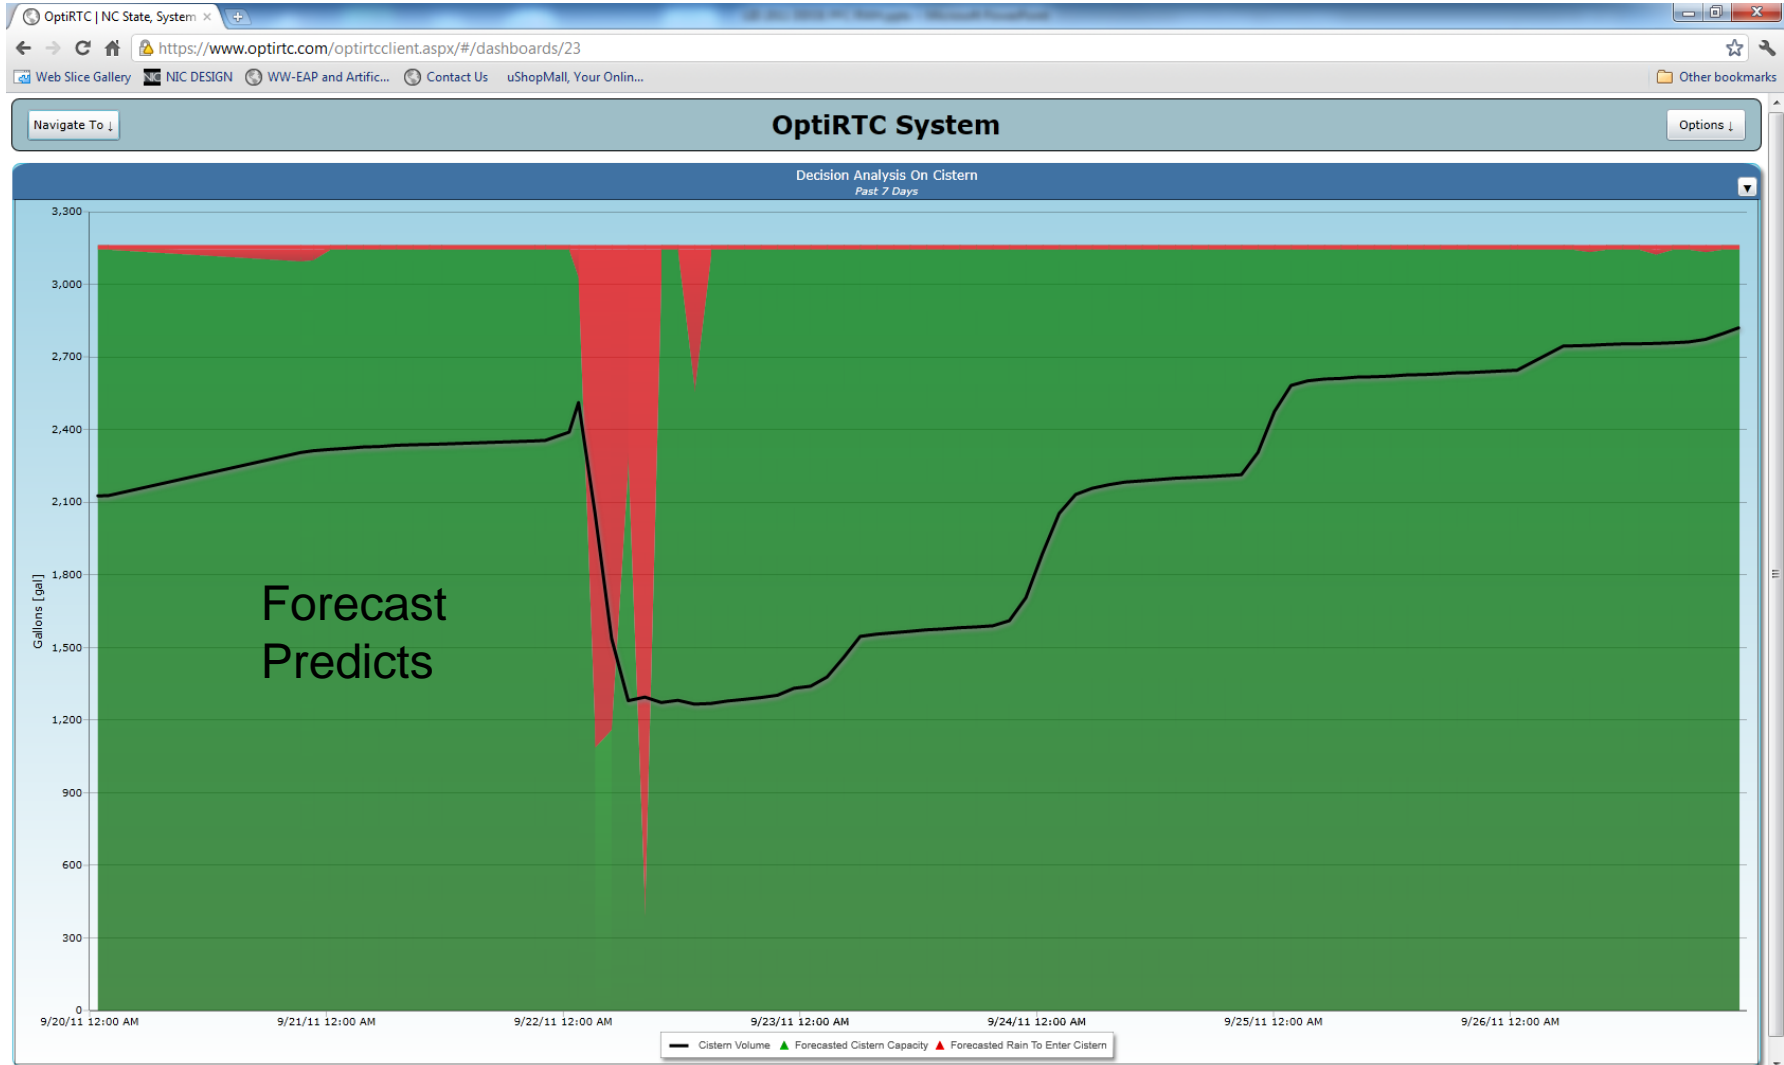 OptiRTC | NC State, System
https://www.optirtc.com/optirtcclient.aspx/#/dashboards/23
Web Slice Gallery NIC DESIGN WW-EAP and Artific... Contact Us uShopMall, Your Onlin... Other bookmarks
Navigate To ↓ OptiRTC System Options ↓
Decision Analysis On Cistern
Past 7 Days
3,300
3,000
2,700
2,400
2,100
1,800
1,500
1,200
900
600
300
0
Gallons [gal]
Forecast
Predicts
9/20/11 12:00 AM 9/21/11 12:00 AM 9/22/11 12:00 AM 9/23/11 12:00 AM 9/24/11 12:00 AM 9/25/11 12:00 AM 9/26/11 12:00 AM
Cistern Volume Forecasted Cistern Capacity Forecasted Rain To Enter Cistern